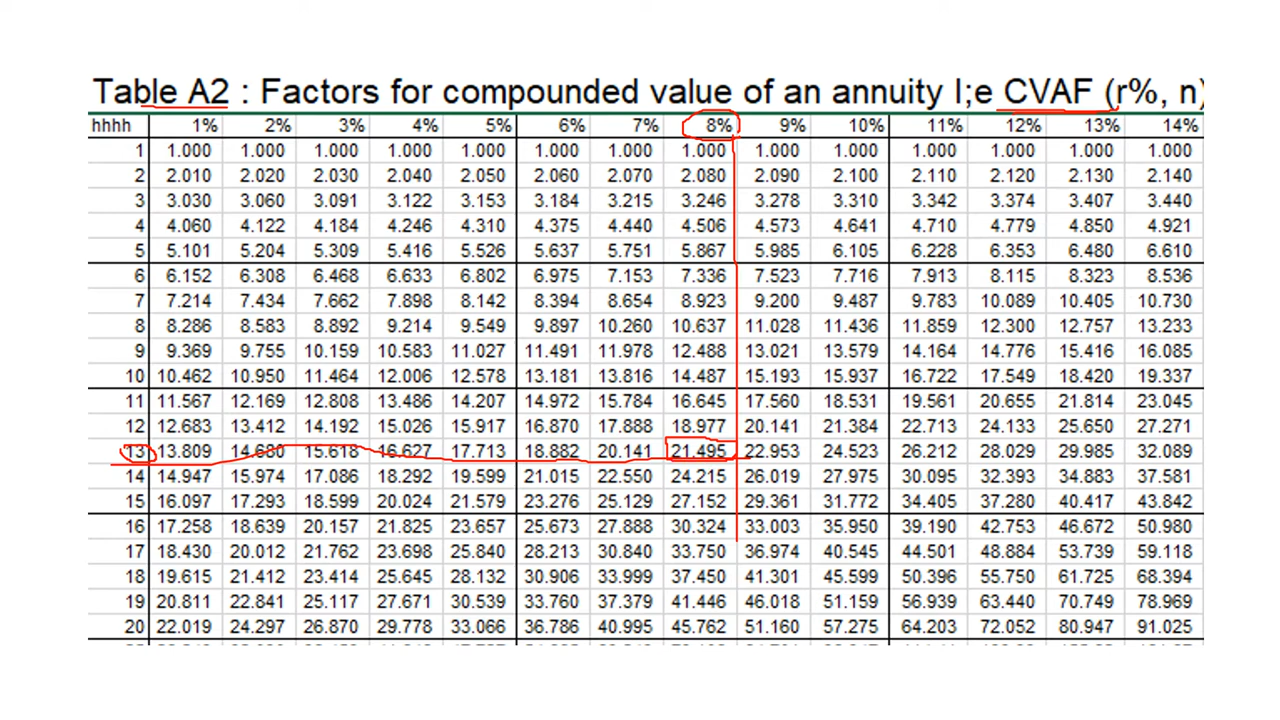 Table A2 : Factors for compounded value of an annuity I;e CVAF (r%, n)
hhhh 1% 2% 3% 4% 5% 6% 7% 8% 9% 10% 11% 12% 13% 14%
1 1.000 1.000 1.000 1.000 1.000 1.000 1.000 1.000 1.000 1.000 1.000 1.000 1.000 1.000
2 2.010 2.020 2.030 2.040 2.050 2.060 2.070 2.080 2.090 2.100 2.110 2.120 2.130 2.140
3 3.030 3.060 3.091 3.122 3.153 3.184 3.215 3.246 3.278 3.310 3.342 3.374 3.407 3.440
4 4.060 4.122 4.184 4.246 4.310 4.375 4.440 4.506 4.573 4.641 4.710 4.779 4.850 4.921
5 5.101 5.204 5.309 5.416 5.526 5.637 5.751 5.867 5.985 6.105 6.228 6.353 6.480 6.610
6 6.152 6.308 6.468 6.633 6.802 6.975 7.153 7.336 7.523 7.716 7.913 8.115 8.323 8.536
7 7.214 7.434 7.662 7.898 8.142 8.394 8.654 8.923 9.200 9.487 9.783 10.089 10.405 10.730
8 8.286 8.583 8.892 9.214 9.549 9.897 10.260 10.637 11.028 11.436 11.859 12.300 12.757 13.233
9 9.369 9.755 10.159 10.583 11.027 11.491 11.978 12.488 13.021 13.579 14.164 14.776 15.416 16.085
10 10.462 10.950 11.464 12.006 12.578 13.181 13.816 14.487 15.193 15.937 16.722 17.549 18.420 19.337
11 11.567 12.169 12.808 13.486 14.207 14.972 15.784 16.645 17.560 18.531 19.561 20.655 21.814 23.045
12 12.683 13.412 14.192 15.026 15.917 16.870 17.888 18.977 20.141 21.384 22.713 24.133 25.650 27.271
13 13.809 14.680 15.618 16.627 17.713 18.882 20.141 21.495 22.953 24.523 26.212 28.029 29.985 32.089
14 14.947 15.974 17.086 18.292 19.599 21.015 22.550 24.215 26.019 27.975 30.095 32.393 34.883 37.581
15 16.097 17.293 18.599 20.024 21.579 23.276 25.129 27.152 29.361 31.772 34.405 37.280 40.417 43.842
16 17.258 18.639 20.157 21.825 23.657 25.673 27.888 30.324 33.003 35.950 39.190 42.753 46.672 50.980
17 18.430 20.012 21.762 23.698 25.840 28.213 30.840 33.750 36.974 40.545 44.501 48.884 53.739 59.118
18 19.615 21.412 23.414 25.645 28.132 30.906 33.999 37.450 41.301 45.599 50.396 55.750 61.725 68.394
19 20.811 22.841 25.117 27.671 30.539 33.760 37.379 41.446 46.018 51.159 56.939 63.440 70.749 78.969
20 22.019 24.297 26.870 29.778 33.066 36.786 40.995 45.762 51.160 57.275 64.203 72.052 80.947 91.025